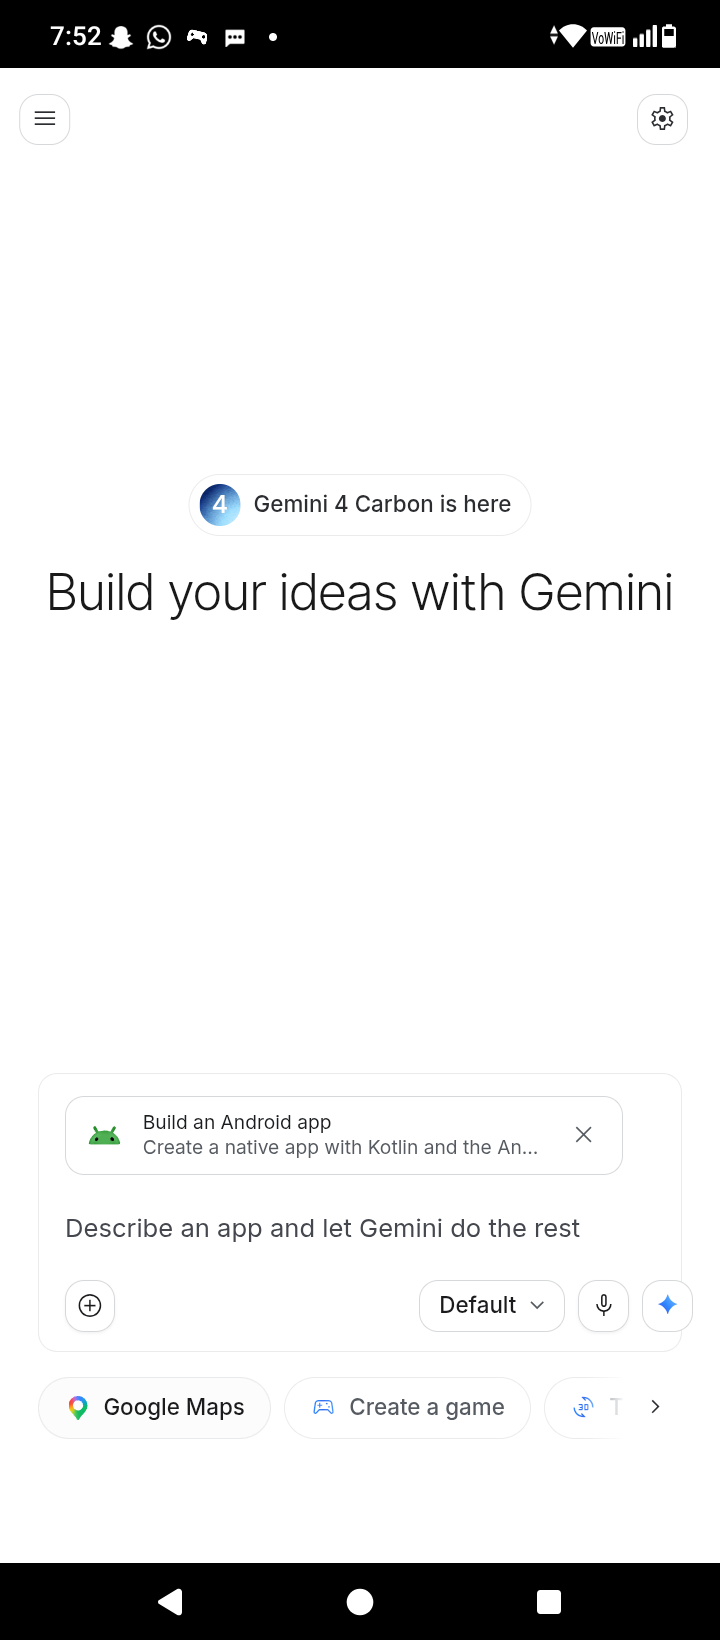 7:52
VoWiFi
4 Gemini 4 Carbon is here
Build your ideas with Gemini
Build an Android app
Create a native app with Kotlin and the An...
Describe an app and let Gemini do the rest
Default
Google Maps
Create a game
3D T